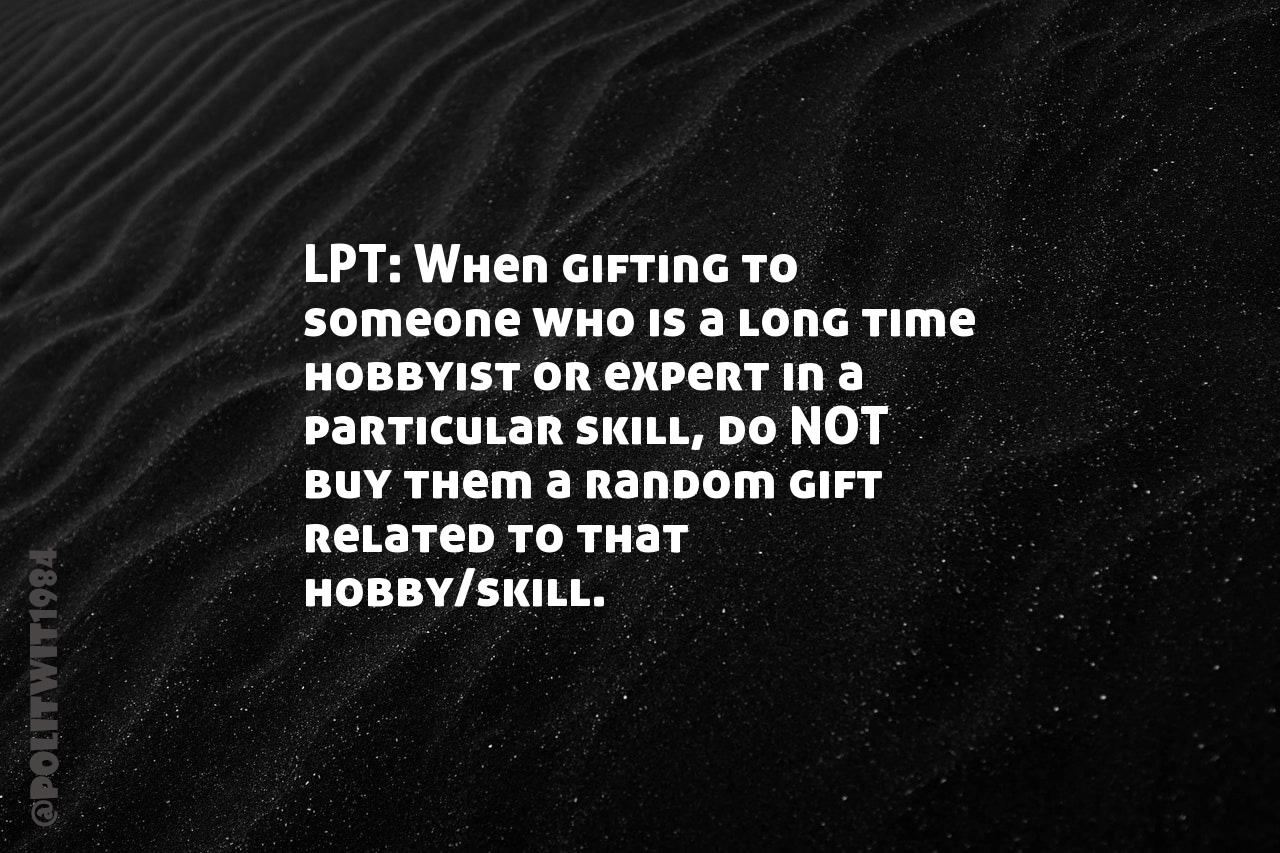 LPT: When gifting to
someone who is a long time
hobbyist or expert in a
particular skill, do NOT
buy them a random gift
related to that
hobby/skill.
@POLITWIT1984